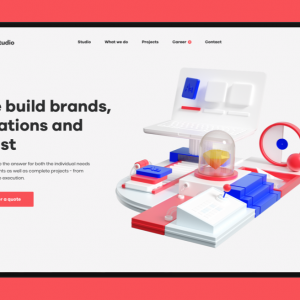 tudio
Studio What we do Projects Career Contact
e build brands,
ations and
st
the answer for both the individual needs
as well as complete projects - from
execution.
a quote